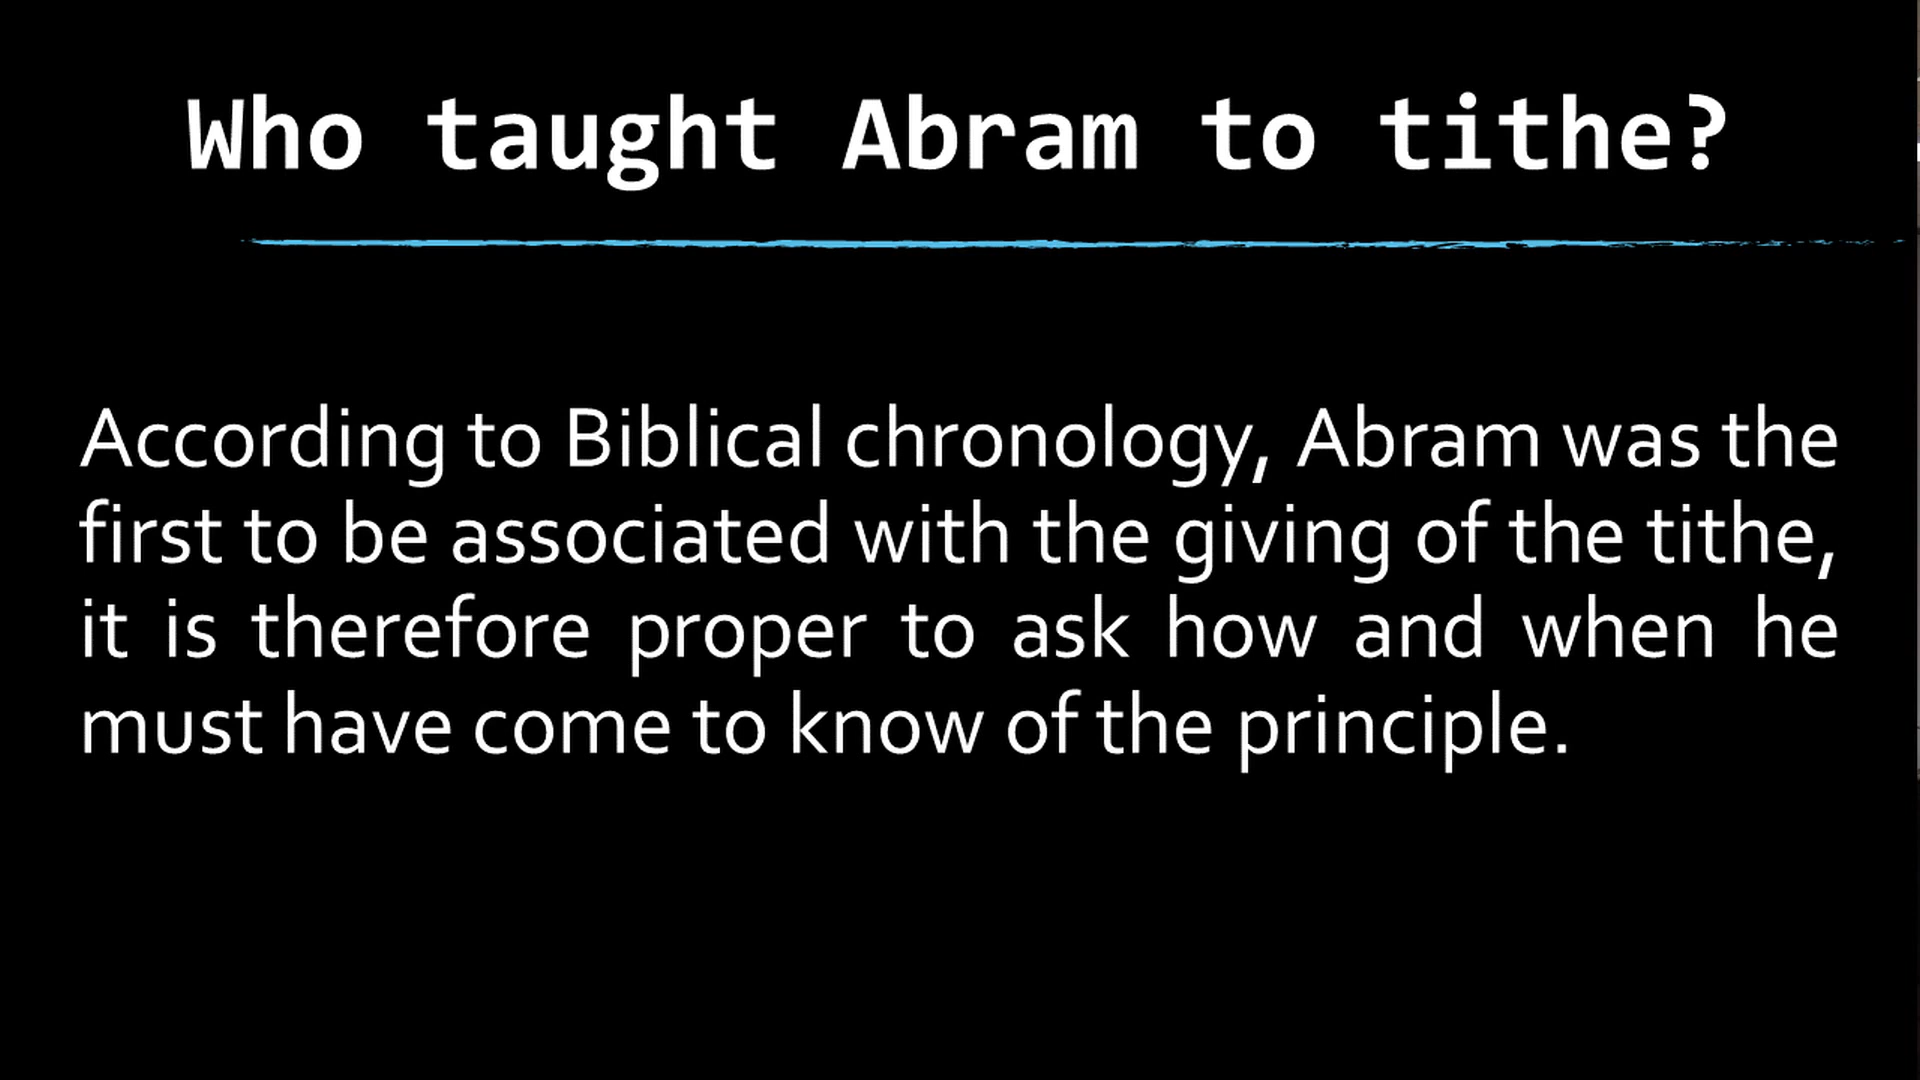 Who taught Abram to tithe?
According to Biblical chronology, Abram was the
first to be associated with the giving of the tithe,
it is therefore proper to ask how and when he
must have come to know of the principle.